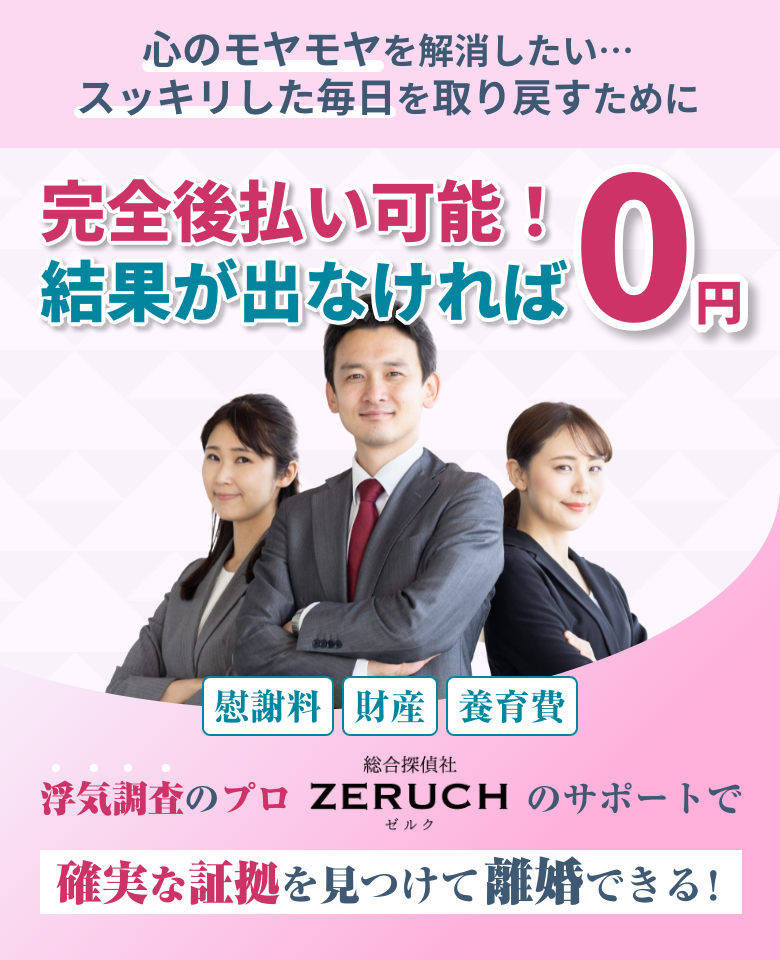 心のモヤモヤを解消したい…
スッキリした毎日を取り戻すために
完全後払い可能！
結果が出なければ0円
慰謝料 財産 養育費
総合探偵社
浮気調査のプロ ZERUCH のサポートで
ゼルク
確実な証拠を見つけて離婚できる！